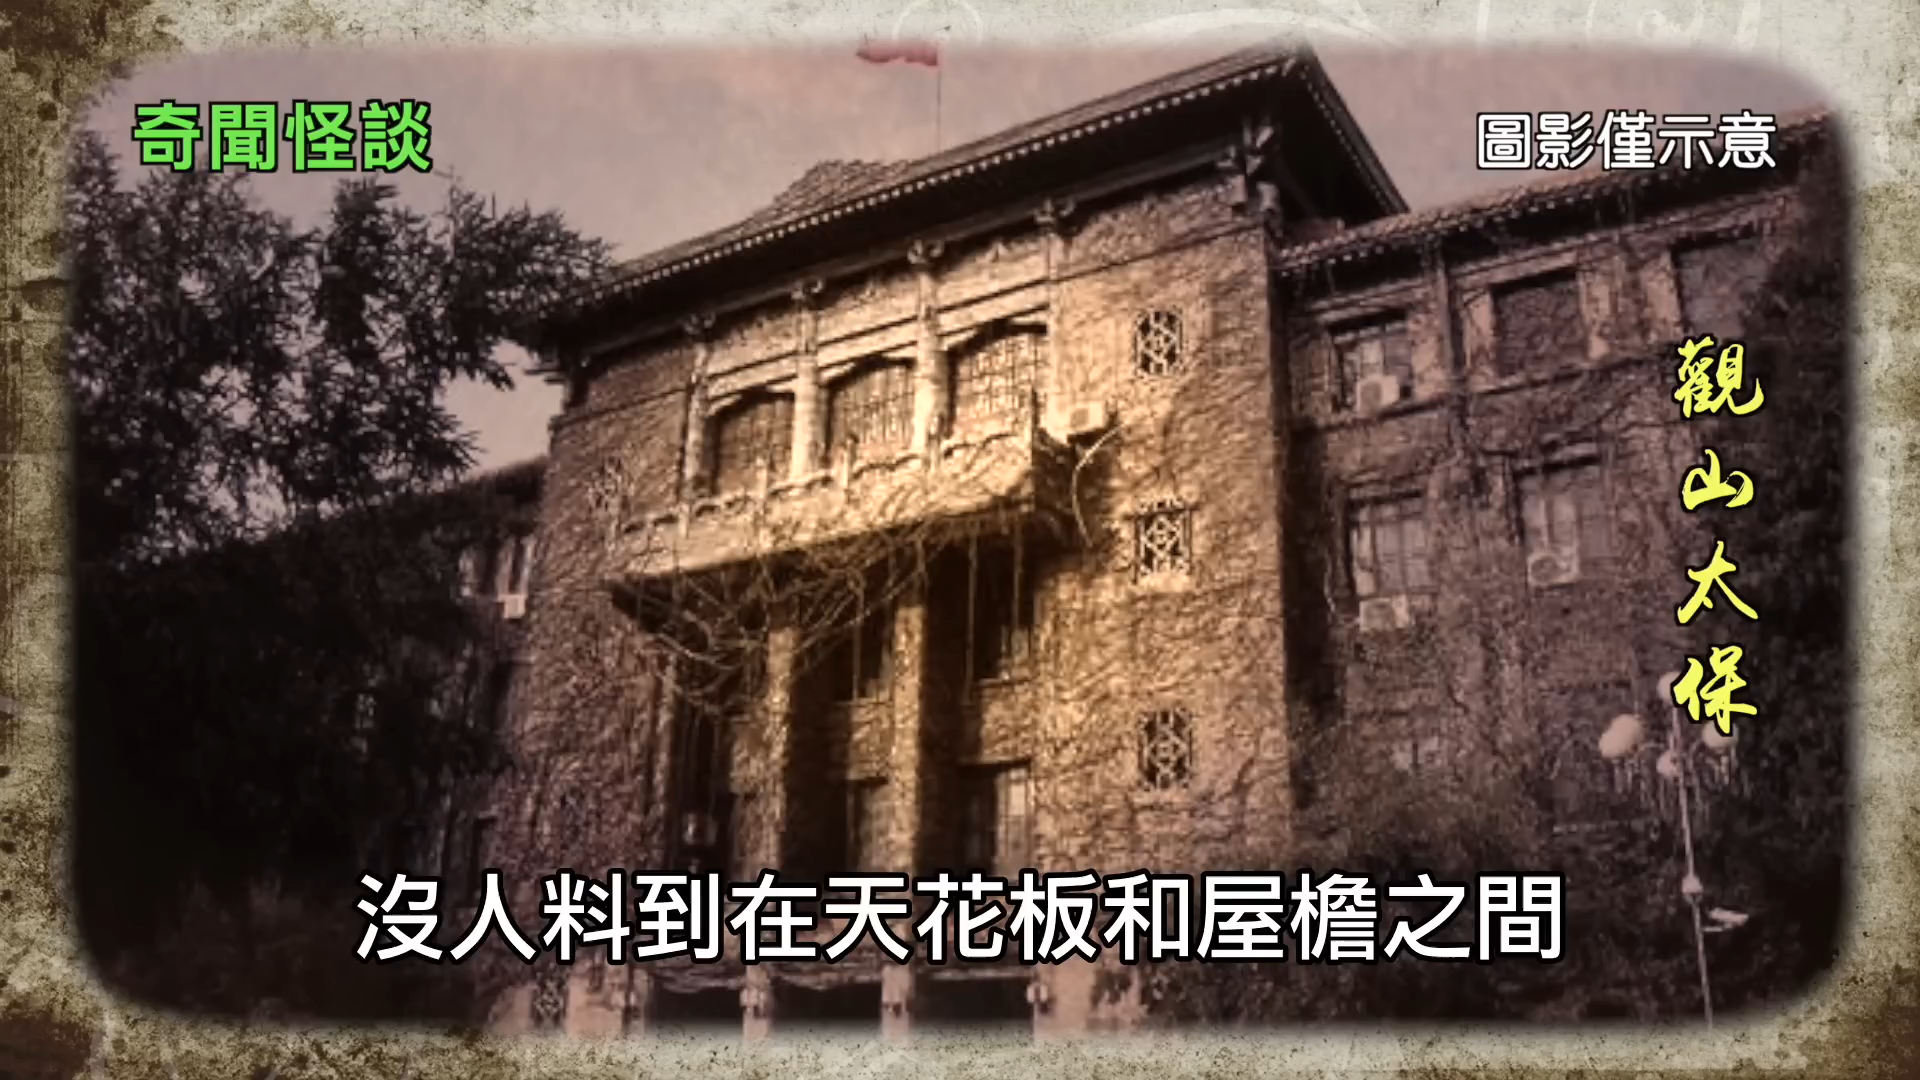 奇聞怪談
圖影僅示意
觀山太保
沒人料到在天花板和屋檐之間